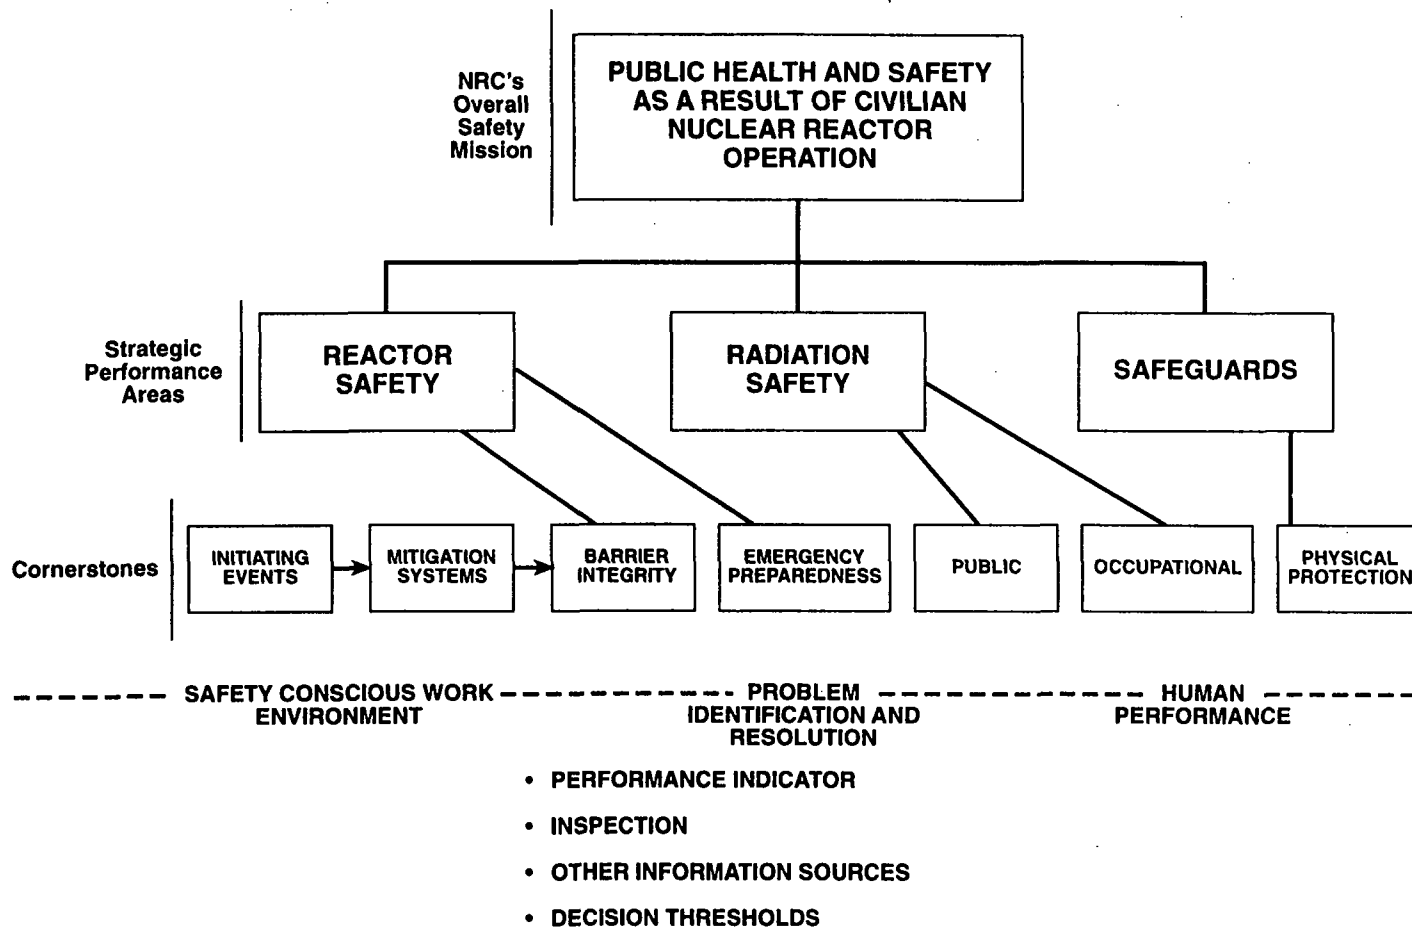 NRC's
Overall
Safety
Mission
PUBLIC HEALTH AND SAFETY
AS A RESULT OF CIVILIAN
NUCLEAR REACTOR
OPERATION
Strategic
Performance
Areas
REACTOR
SAFETY
RADIATION
SAFETY
SAFEGUARDS
Cornerstones
INITIATING
EVENTS
MITIGATION
SYSTEMS
BARRIER
INTEGRITY
EMERGENCY
PREPAREDNESS
PUBLIC
OCCUPATIONAL
PHYSICAL
PROTECTION
SAFETY CONSCIOUS WORK
ENVIRONMENT
PROBLEM
IDENTIFICATION AND
RESOLUTION
HUMAN
PERFORMANCE
• PERFORMANCE INDICATOR
• INSPECTION
• OTHER INFORMATION SOURCES
• DECISION THRESHOLDS